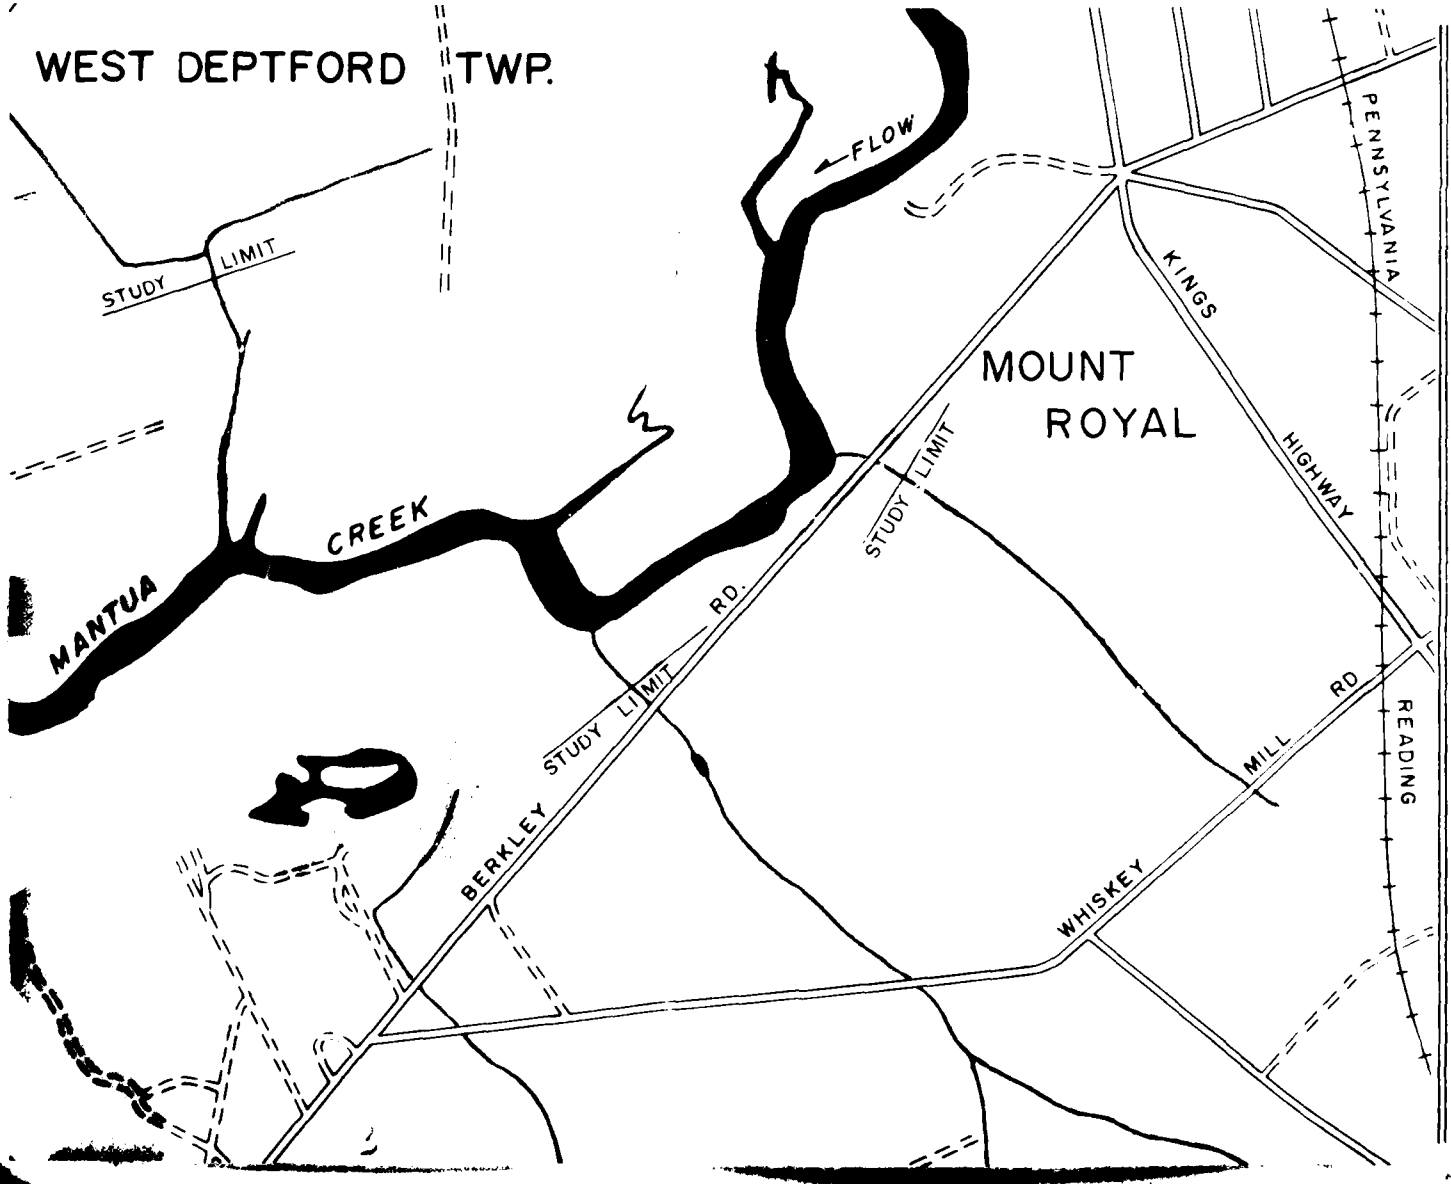 WEST DEPTFORD TWP.
FLOW
PENNSYLVANIA
STUDY LIMIT
KINGS
MOUNT
ROYAL
STUDY LIMIT
HIGHWAY
CREEK
MANTUA
RD.
STUDY LIMIT
RD
MILL
READING
BERKLEY
WHISKEY